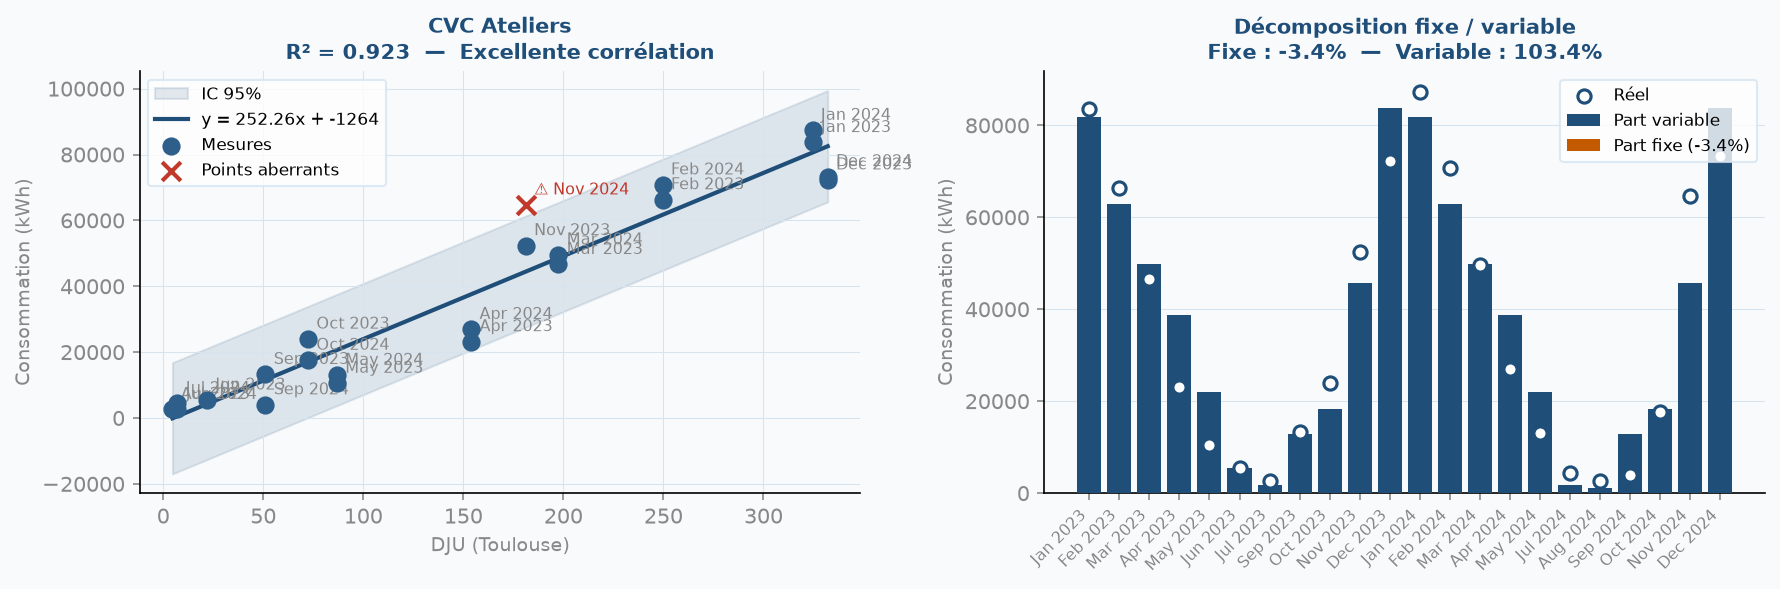 CVC Ateliers
R² = 0.923 — Excellente corrélation
IC 95%
y = 252.26x + -1264
Mesures
Points aberrants
Consommation (kWh)
100000
80000
60000
40000
20000
0
−20000
Jan 2024
Jan 2023
Dec 2024
Dec 2023
Feb 2024
Feb 2023
⚠ Nov 2024
Nov 2023
Mar 2024
Mar 2023
Apr 2024
Apr 2023
Oct 2023
Oct 2024
Sep 2023
May 2024
May 2023
Jul 2024
Jun 2023
Sep 2024
0
50
100
150
200
250
300
DJU (Toulouse)
Décomposition fixe / variable
Fixe : -3.4% — Variable : 103.4%
Réel
Part variable
Part fixe (-3.4%)
Consommation (kWh)
80000
60000
40000
20000
0
Jan 2023
Feb 2023
Mar 2023
Apr 2023
May 2023
Jun 2023
Jul 2023
Sep 2023
Oct 2023
Nov 2023
Dec 2023
Jan 2024
Feb 2024
Mar 2024
Apr 2024
May 2024
Jul 2024
Aug 2024
Sep 2024
Oct 2024
Nov 2024
Dec 2024